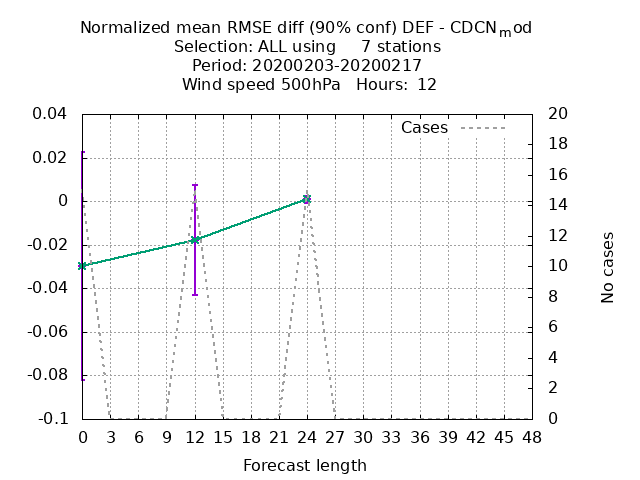 Normalized mean RMSE diff (90% conf) DEF - CDCNmod
Selection: ALL using     7 stations
Period: 20200203-20200217
Wind speed 500hPa   Hours:  12
Cases
0.04
0.02
0
-0.02
-0.04
-0.06
-0.08
-0.1
20
18
16
14
12
10
8
6
4
2
0
No cases
0 3 6 9 12 15 18 21 24 27 30 33 36 39 42 45 48
Forecast length